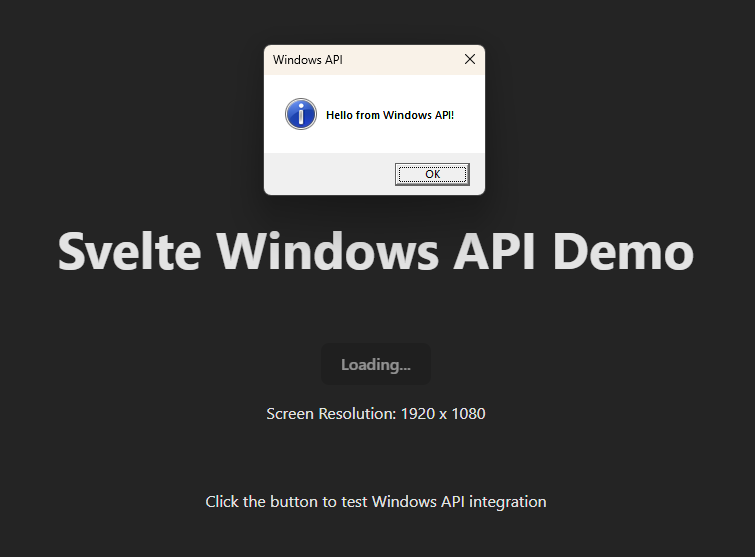 Windows API
Hello from Windows API!
OK
Svelte Windows API Demo
Loading...
Screen Resolution: 1920 x 1080
Click the button to test Windows API integration